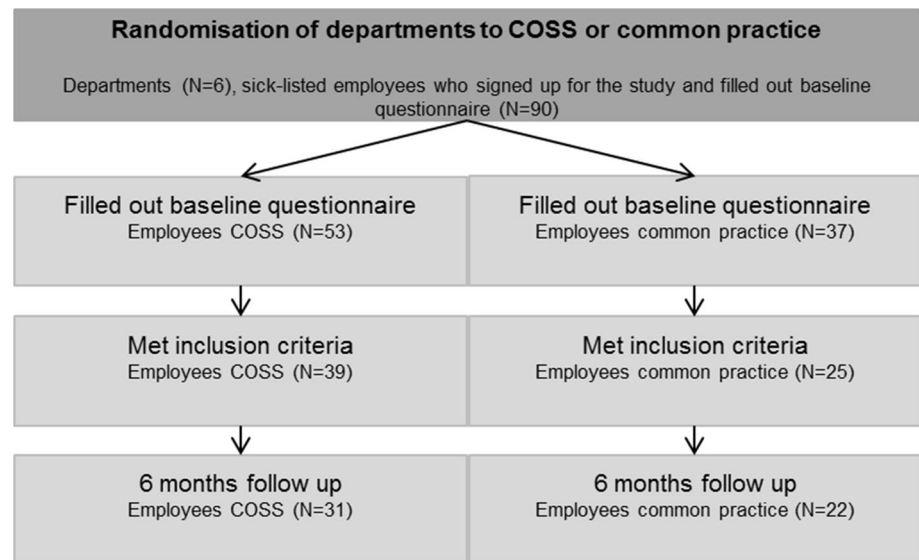 Randomisation of departments to COSS or common practice
Departments (N=6), sick-listed employees who signed up for the study and filled out baseline
questionnaire (N=90)
Filled out baseline questionnaire
Employees COSS (N=53)
Filled out baseline questionnaire
Employees common practice (N=37)
Met inclusion criteria
Employees COSS (N=39)
Met inclusion criteria
Employees common practice (N=25)
6 months follow up
Employees COSS (N=31)
6 months follow up
Employees common practice (N=22)